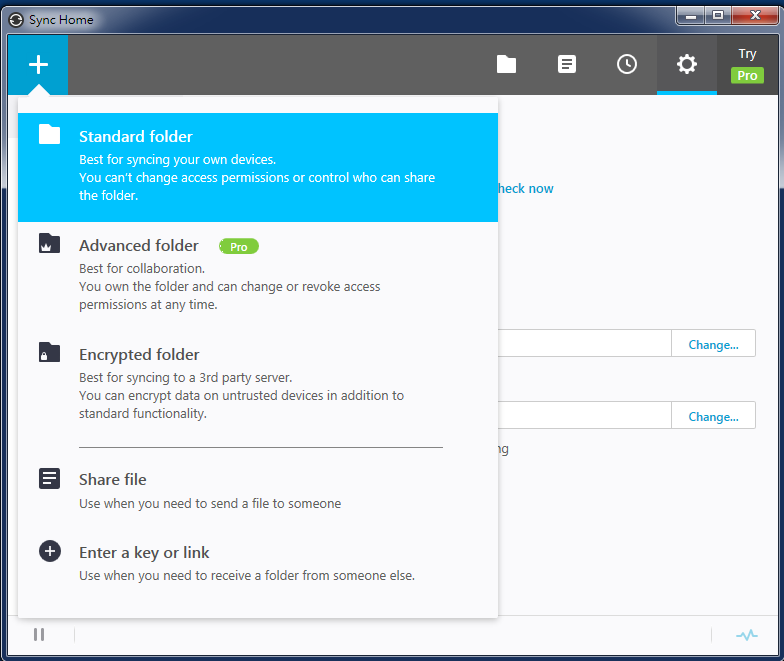 Sync Home
Try
Pro
Standard folder
Best for syncing your own devices.
You can't change access permissions or control who can share
the folder.
heck now
Advanced folder Pro
Best for collaboration.
You own the folder and can change or revoke access
permissions at any time.
Change...
Encrypted folder
Best for syncing to a 3rd party server.
You can encrypt data on untrusted devices in addition to
standard functionality.
Change...
ng
Share file
Use when you need to send a file to someone
Enter a key or link
Use when you need to receive a folder from someone else.